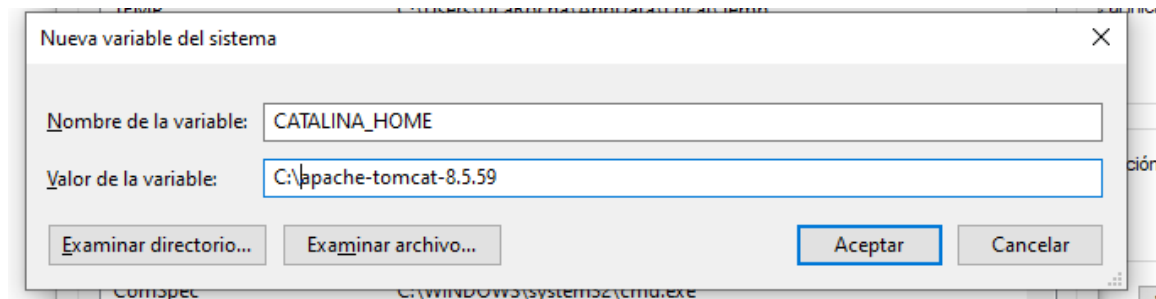 Nueva variable del sistema
Nombre de la variable: CATALINA_HOME
Valor de la variable: C:\apache-tomcat-8.5.59
Examinar directorio... Examinar archivo... Aceptar Cancelar
ComSpec C:\WINDOWS\system32\cmd.exe